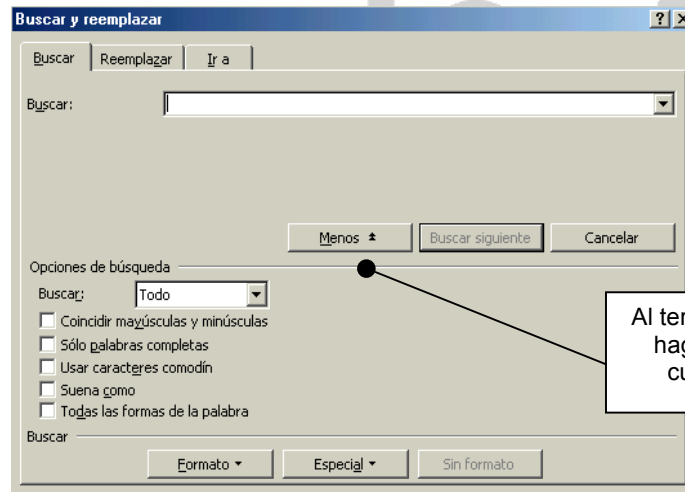 Buscar y reemplazar
Buscar Reemplazar Ir a
Buscar:
Menos Buscar siguiente Cancelar
Opciones de búsqueda
Buscar: Todo
Coincidir mayúsculas y minúsculas
Sólo palabras completas
Usar caracteres comodín
Suena como
Todas las formas de la palabra
Al
Buscar
Formato Especial Sin formato